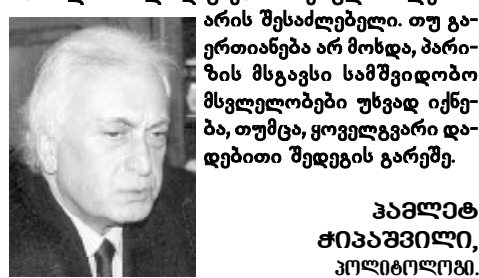 არის შესაძლებელი. თუ გა-
ერთიანება არ მოხდა, პარი-
ზის მსგავსი სამშვიდობო
მსვლელობები უხვად იქნე-
ბა, თუმცა, ყოველგვარი და-
დებითი შედეგის გარეშე.
ჰამლეტ
ჭიპაშვილი,
პოლიტოლოგი.